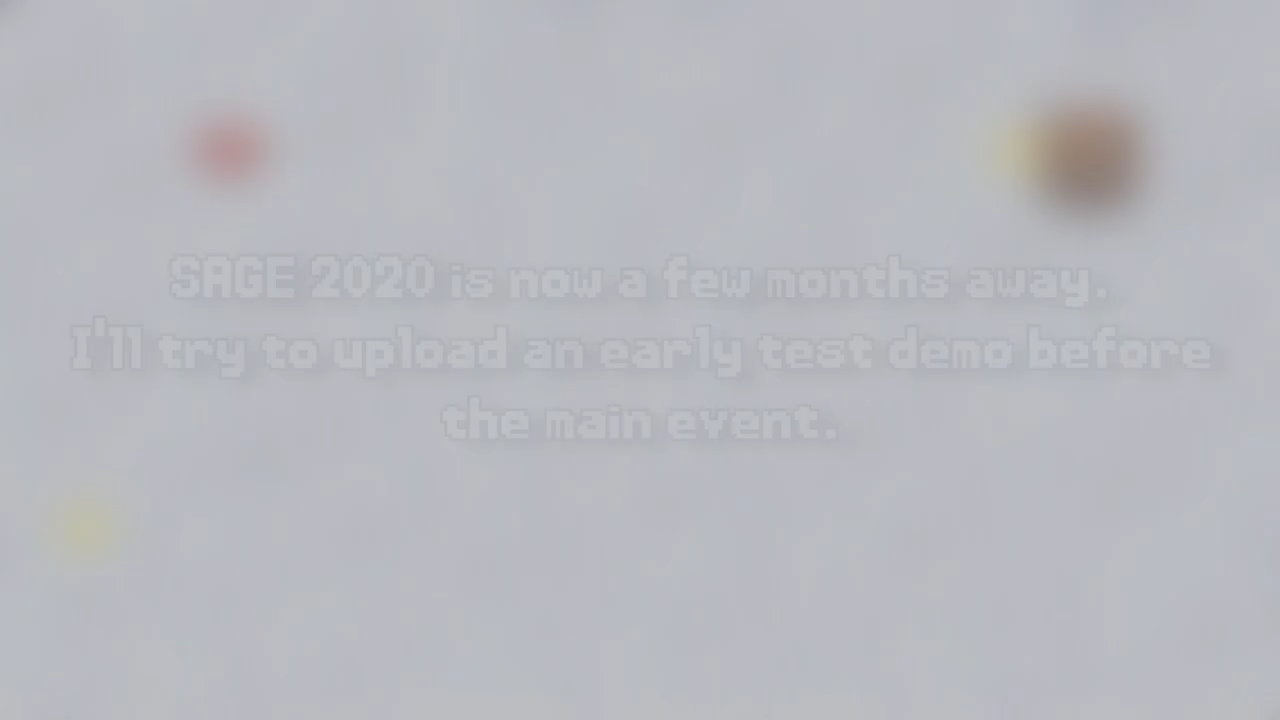 SAGE 2020 is now a few months away.
I'll try to upload an early test demo before
the main event.